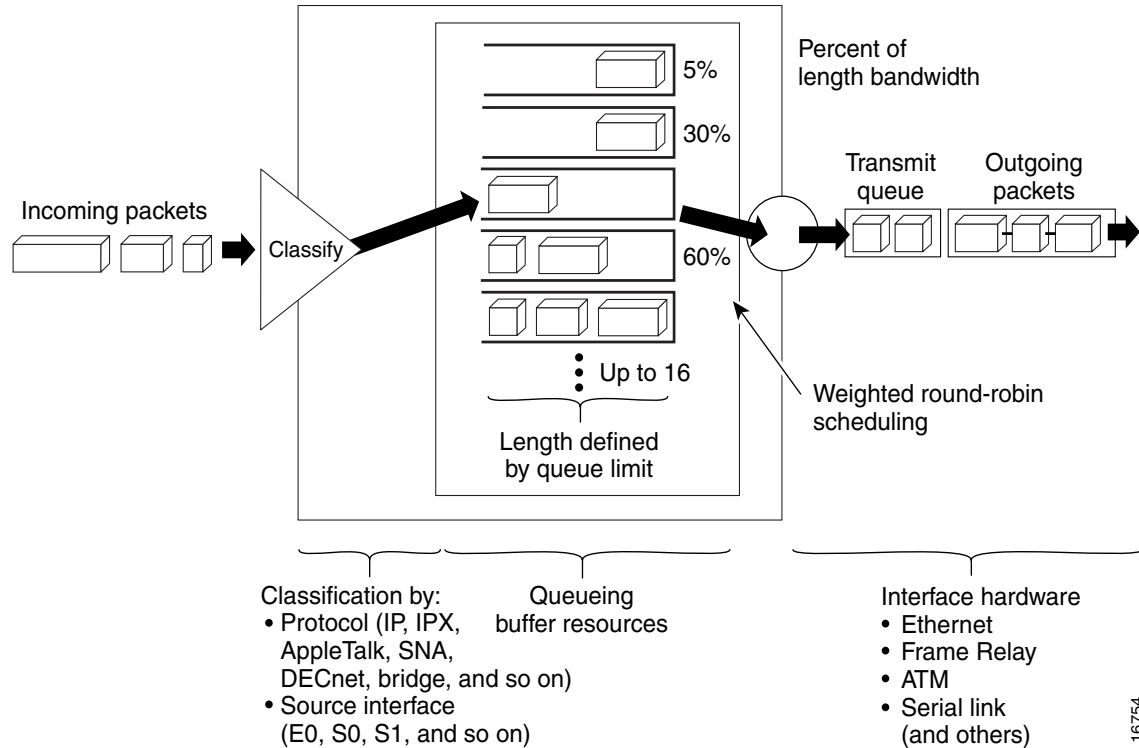 Percent of
length bandwidth
5%
30%
Transmit
queue
Outgoing
packets
Incoming packets
Classify
60%
Up to 16
Weighted round-robin
scheduling
Length defined
by queue limit
Classification by:
• Protocol (IP, IPX,
AppleTalk, SNA,
DECnet, bridge, and so on)
• Source interface
(E0, S0, S1, and so on)
Queueing
buffer resources
Interface hardware
• Ethernet
• Frame Relay
• ATM
• Serial link
(and others)
16754